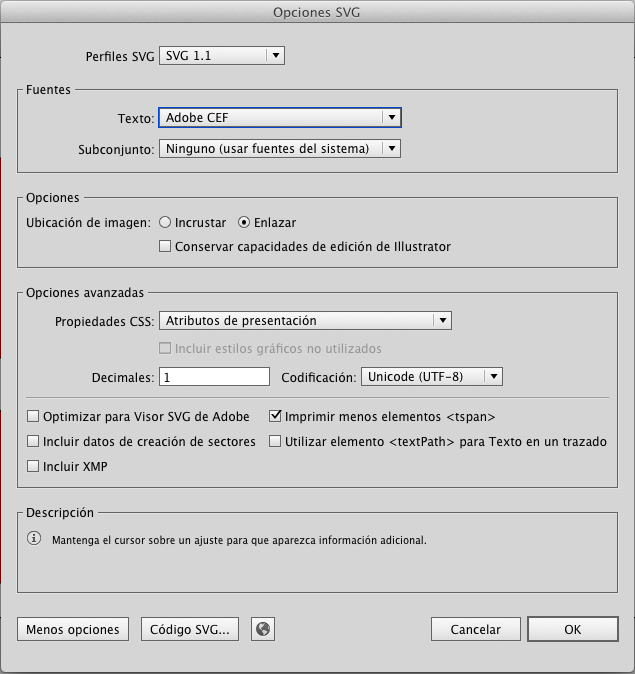 Opciones SVG
Perfiles SVG SVG 1.1
Fuentes
Texto: Adobe CEF
Subconjunto: Ninguno (usar fuentes del sistema)
Opciones
Ubicación de imagen: Incrustar Enlazar
Conservar capacidades de edición de Illustrator
Opciones avanzadas
Propiedades CSS: Atributos de presentación
Incluir estilos gráficos no utilizados
Decimales: 1 Codificación: Unicode (UTF-8)
Optimizar para Visor SVG de Adobe Imprimir menos elementos <tspan>
Incluir datos de creación de sectores Utilizar elemento <textPath> para Texto en un trazado
Incluir XMP
Descripción
Mantenga el cursor sobre un ajuste para que aparezca información adicional.
Menos opciones Código SVG... Cancelar OK